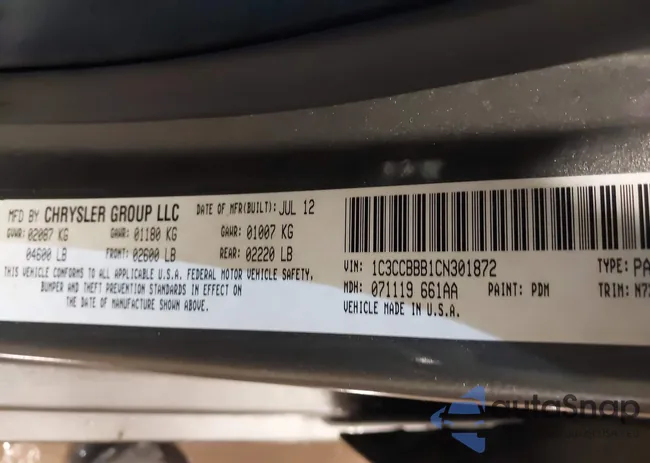 MFD BY CHRYSLER GROUP LLC DATE OF MFR(BUILT): JUL 12
GVWR: 02087 KG GAWR: 01180 KG GAWR: 01007 KG
04600 LB FRONT: 02600 LB REAR: 02220 LB
THIS VEHICLE CONFORMS TO ALL APPLICABLE U.S.A. FEDERAL MOTOR VEHICLE SAFETY,
BUMPER AND THEFT PREVENTION STANDARDS IN EFFECT ON
THE DATE OF MANUFACTURE SHOWN ABOVE.
VIN: 1C3CCBBB1CN301872 TYPE: PA
MDH: 071119 661AA PAINT: PDM TRIM: N7
VEHICLE MADE IN U.S.A.
autoSnap